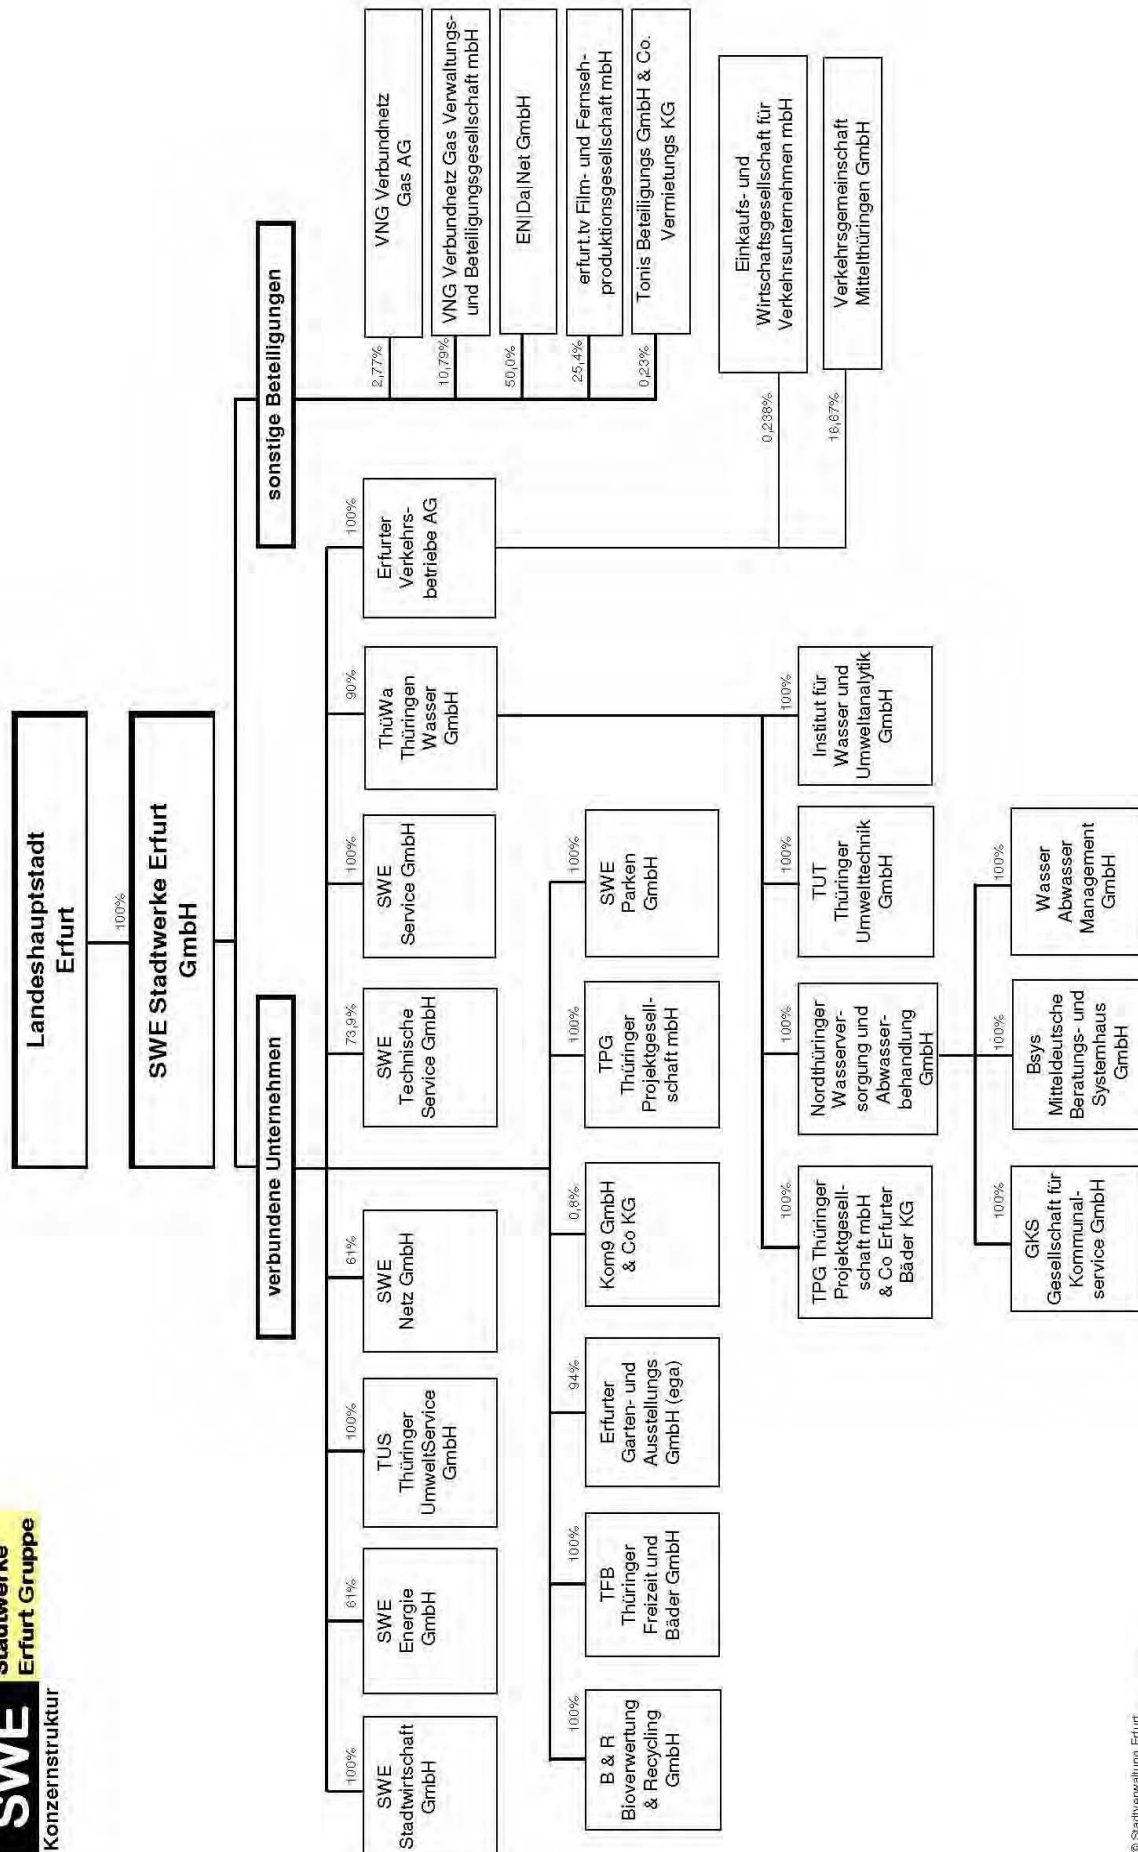 SWE
Stadtwerke
Erfurt Gruppe
Konzernstruktur
Landeshauptstadt
Erfurt
100%
SWE Stadtwerke Erfurt
GmbH
verbundene Unternehmen
sonstige Beteiligungen
100%
SWE
Stadtwirtschaft
GmbH
61%
SWE
Energie
GmbH
100%
TUS
Thüringer
UmweltService
GmbH
61%
SWE
Netz GmbH
73,9%
SWE
Technische
Service GmbH
100%
SWE
Service GmbH
90%
ThüWa
Thüringen
Wasser
GmbH
100%
Erfurter
Verkehrs-
betriebe AG
2,77%
VNG Verbundnetz
Gas AG
10,79%
VNG Verbundnetz Gas Verwaltungs-
und Beteiligungsgesellschaft mbH
50,0%
EN|Da|Net GmbH
25,4%
erfurt.tv Film- und Fernseh-
produktionsgesellschaft mbH
0,23%
Tonis Beteiligungs GmbH & Co.
Vermietungs KG
100%
B & R
Bioverwertung
& Recycling
GmbH
100%
TFB
Thüringer
Freizeit und
Bäder GmbH
94%
Erfurter
Garten- und
Ausstellungs
GmbH (ega)
0,8%
Kom9 GmbH
& Co KG
100%
TPG
Thüringer
Projektgesell-
schaft mbH
100%
SWE
Parken
GmbH
0,238%
Einkaufs- und
Wirtschaftsgesellschaft für
Verkehrsunternehmen mbH
16,67%
Verkehrsgemeinschaft
Mittelthüringen GmbH
100%
TPG Thüringer
Projektgesell-
schaft mbH
& Co Erfurter
Bäder KG
100%
Nordthüringer
Wasserver-
sorgung und
Abwasser-
behandlung
GmbH
100%
TUT
Thüringer
Umwelttechnik
GmbH
100%
Institut für
Wasser und
Umweltanalytik
GmbH
100%
GKS
Gesellschaft für
Kommunal-
service GmbH
100%
Bsys
Mitteldeutsche
Beratungs- und
Systemhaus
GmbH
100%
Wasser
Abwasser
Management
GmbH
© Stadtverwaltung Erfurt